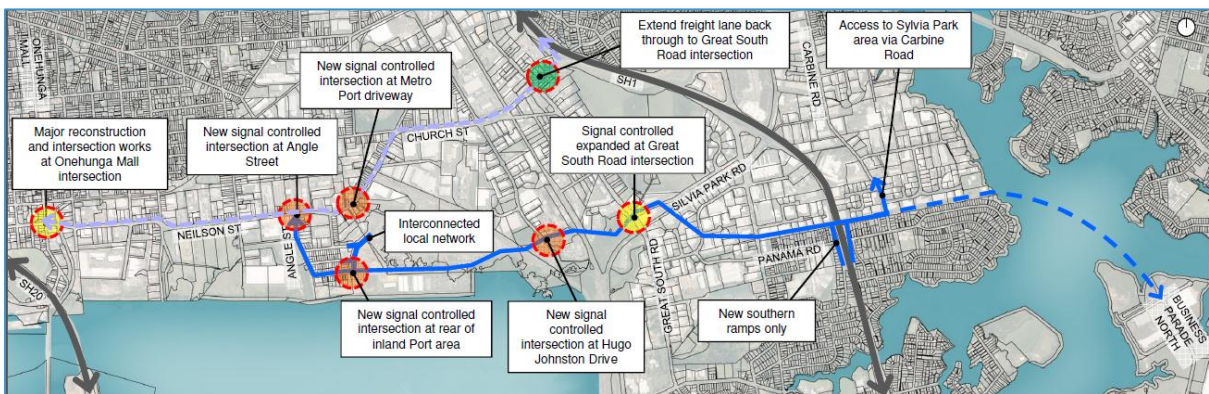 ONEHUNGA
MALL
Major reconstruction
and intersection works
at Onehunga Mall
intersection
New signal controlled
intersection at Angle
Street
New signal controlled
intersection at Metro
Port driveway
Extend freight lane back
through to Great South
Road intersection
Access to Sylvia Park
area via Carbine
Road
Signal controlled
expanded at Great
South Road intersection
Interconnected
local network
New signal controlled
intersection at rear of
inland Port area
New signal
controlled
intersection at Hugo
Johnston Drive
New southern
ramps only
SH1
CARBINE RD
CHURCH ST
SILVIA PARK RD
NEILSON ST
ANGLE ST
PANAMA RD
GREAT SOUTH RD
SH20
BUSINESS
PARADE
NORTH